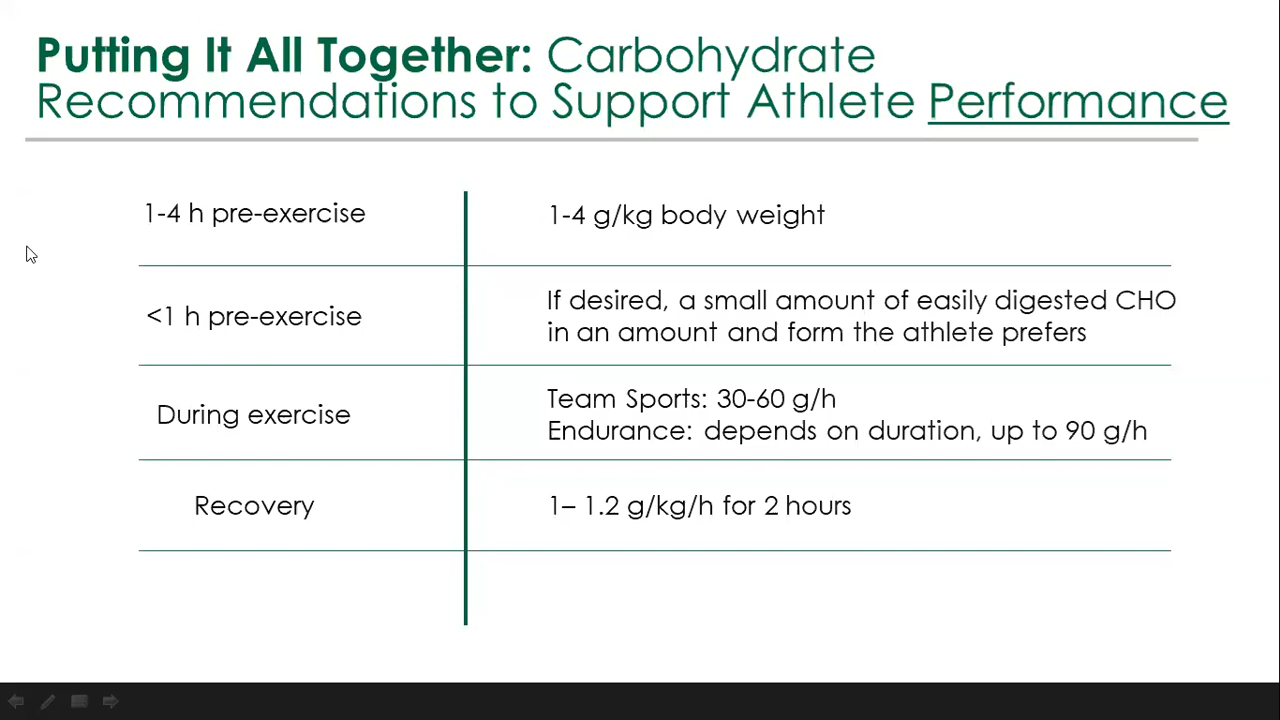 Putting It All Together: Carbohydrate
Recommendations to Support Athlete Performance
1-4 h pre-exercise
1-4 g/kg body weight
<1 h pre-exercise
If desired, a small amount of easily digested CHO
in an amount and form the athlete prefers
During exercise
Team Sports: 30-60 g/h
Endurance: depends on duration, up to 90 g/h
Recovery
1– 1.2 g/kg/h for 2 hours